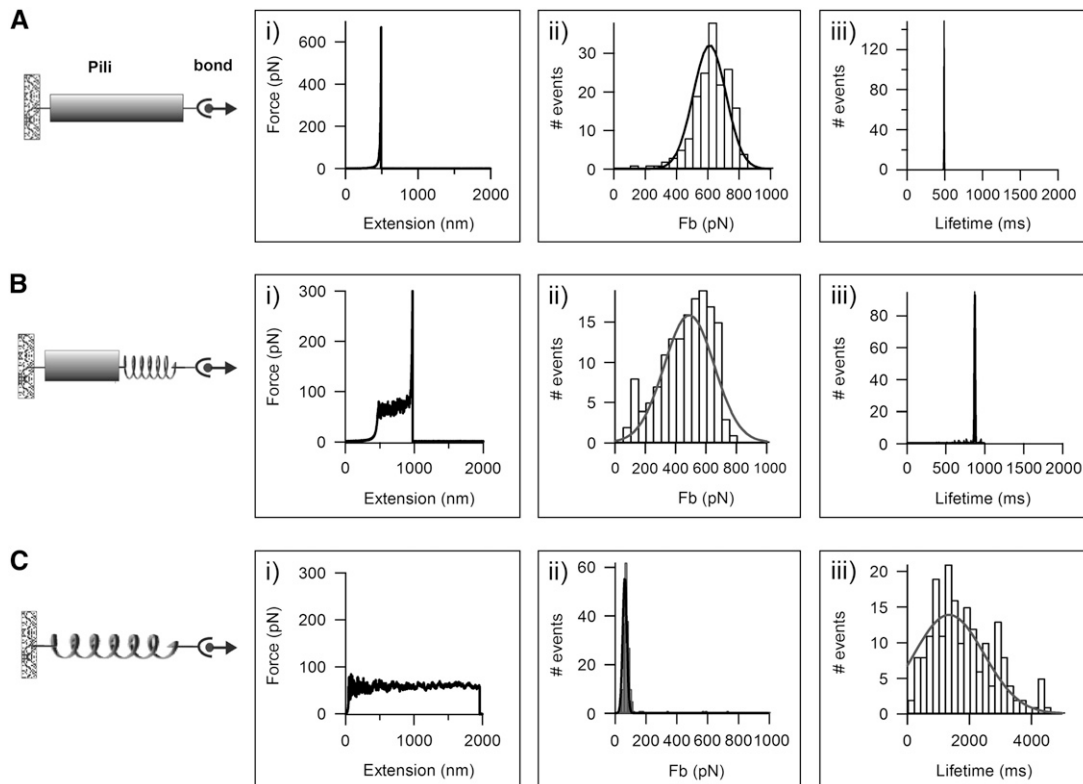 A
Pili bond
i)
Force (pN)
600
400
200
0
0 1000 2000
Extension (nm)
ii)
# events
30
20
10
0
0 200 400 600 800 1000
Fb (pN)
iii)
# events
120
80
40
0
0 500 1000 1500 2000
Lifetime (ms)
B
i)
Force (pN)
300
200
100
0
0 1000 2000
Extension (nm)
ii)
# events
15
10
5
0
0 200 400 600 800 1000
Fb (pN)
iii)
# events
80
60
40
20
0
0 500 1000 1500 2000
Lifetime (ms)
C
i)
Force (pN)
300
200
100
0
0 1000 2000
Extension (nm)
ii)
# events
60
40
20
0
0 200 400 600 800 1000
Fb (pN)
iii)
# events
20
15
10
5
0
0 2000 4000
Lifetime (ms)